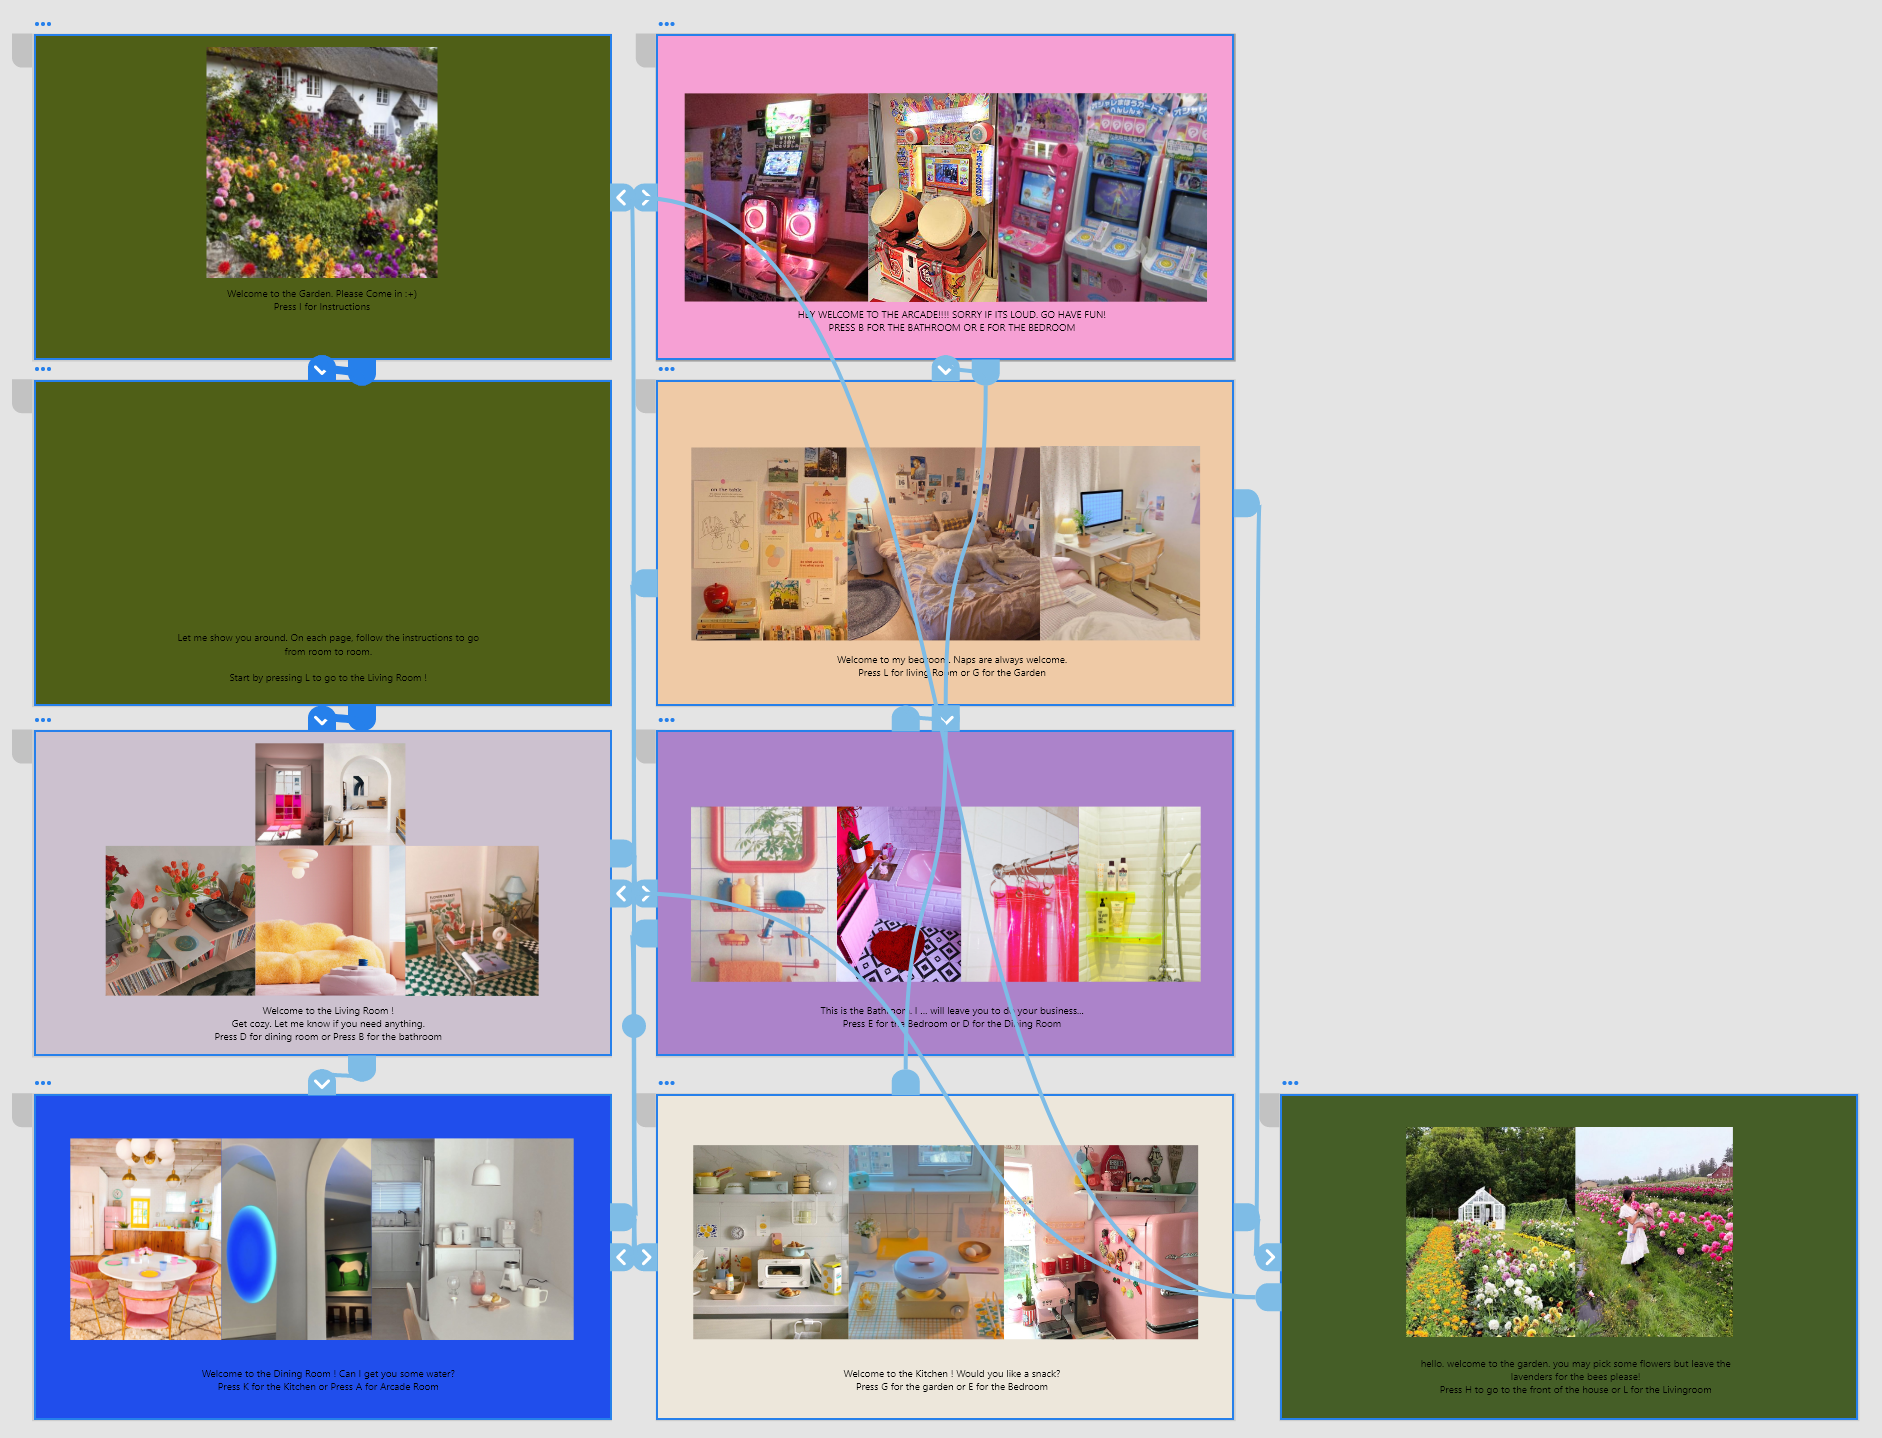 Welcome to the Garden. Please Come in :+)
Press I for Instructions
HEY WELCOME TO THE ARCADE!!!! SORRY IF ITS LOUD. GO HAVE FUN!
PRESS B FOR THE BATHROOM OR E FOR THE BEDROOM
Let me show you around. On each page, follow the instructions to go
from room to room.
Start by pressing L to go to the Living Room !
on the table
Welcome to my bedroom. Naps are always welcome.
Press L for living Room or G for the Garden
Welcome to the Living Room !
Get cozy. Let me know if you need anything.
Press D for dining room or Press B for the bathroom
This is the Bathroom. I ... will leave you to do your business...
Press E for the Bedroom or D for the Dining Room
Welcome to the Dining Room ! Can I get you some water?
Press K for the Kitchen or Press A for Arcade Room
Welcome to the Kitchen ! Would you like a snack?
Press G for the garden or E for the Bedroom
hello. welcome to the garden. you may pick some flowers but leave the
lavenders for the bees please!
Press H to go to the front of the house or L for the Livingroom